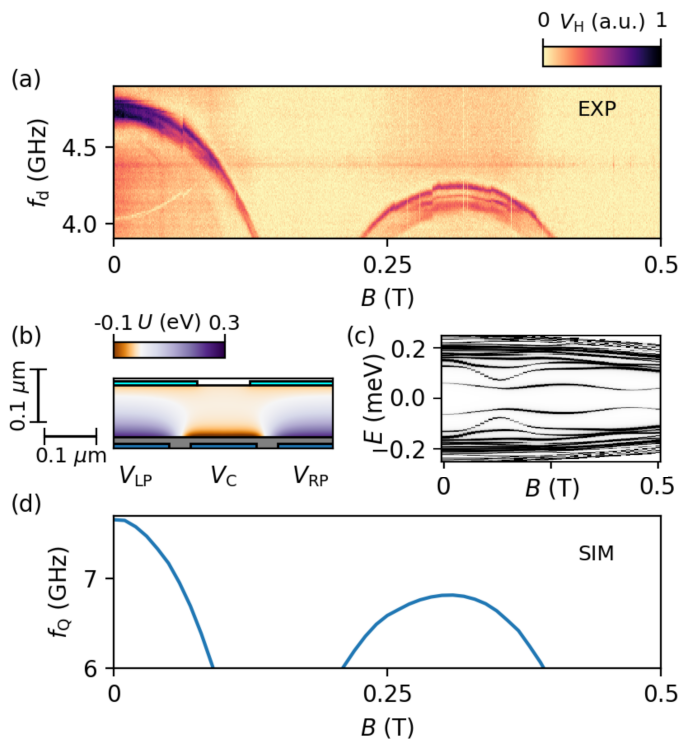 0 V_H (a.u.) 1
(a)
EXP
4.5
4.0
f_d (GHz)
0 0.25 0.5
B (T)
(b)
-0.1 U (eV) 0.3
0.1 μm
0.1 μm
V_LP V_C V_RP
(c)
0.2
0.0
-0.2
E (meV)
0 0.5
B (T)
(d)
SIM
7
6
f_Q (GHz)
0 0.25 0.5
B (T)